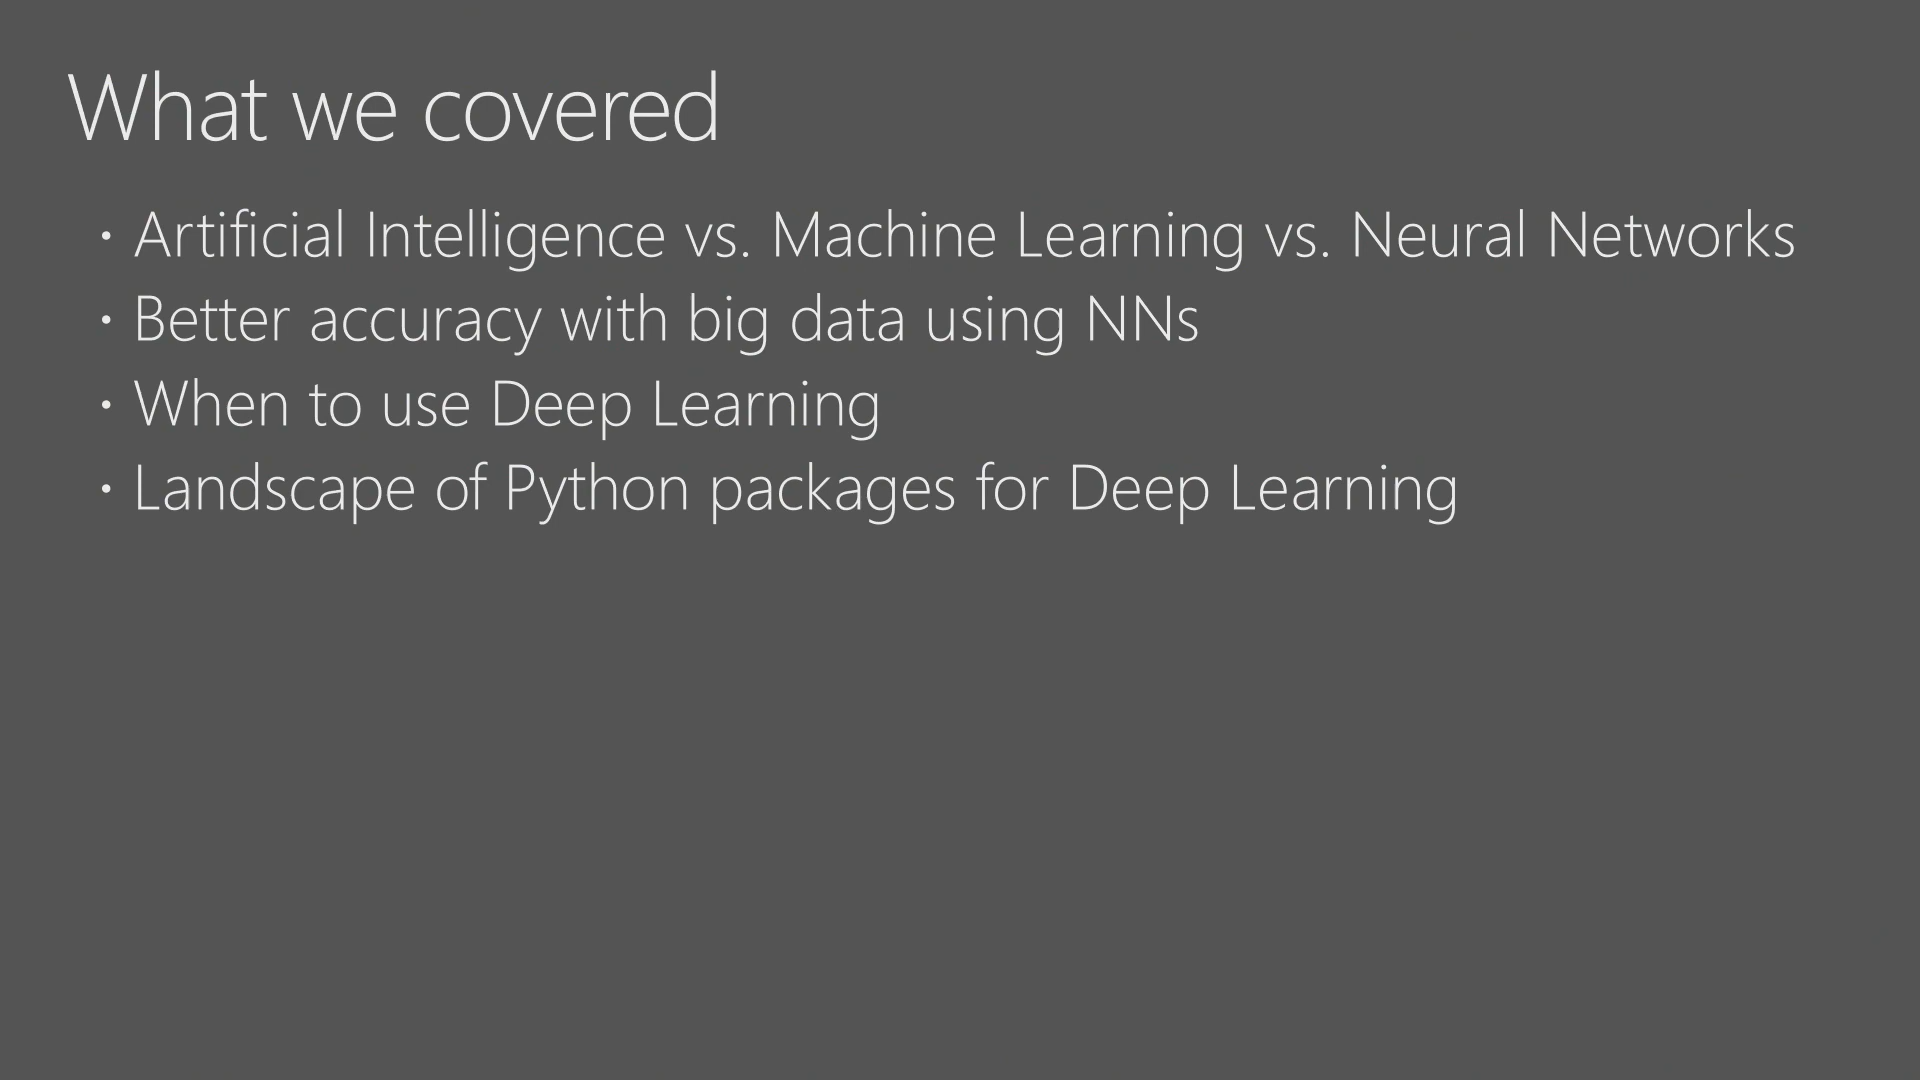 What we covered
· Artificial Intelligence vs. Machine Learning vs. Neural Networks
· Better accuracy with big data using NNs
· When to use Deep Learning
· Landscape of Python packages for Deep Learning